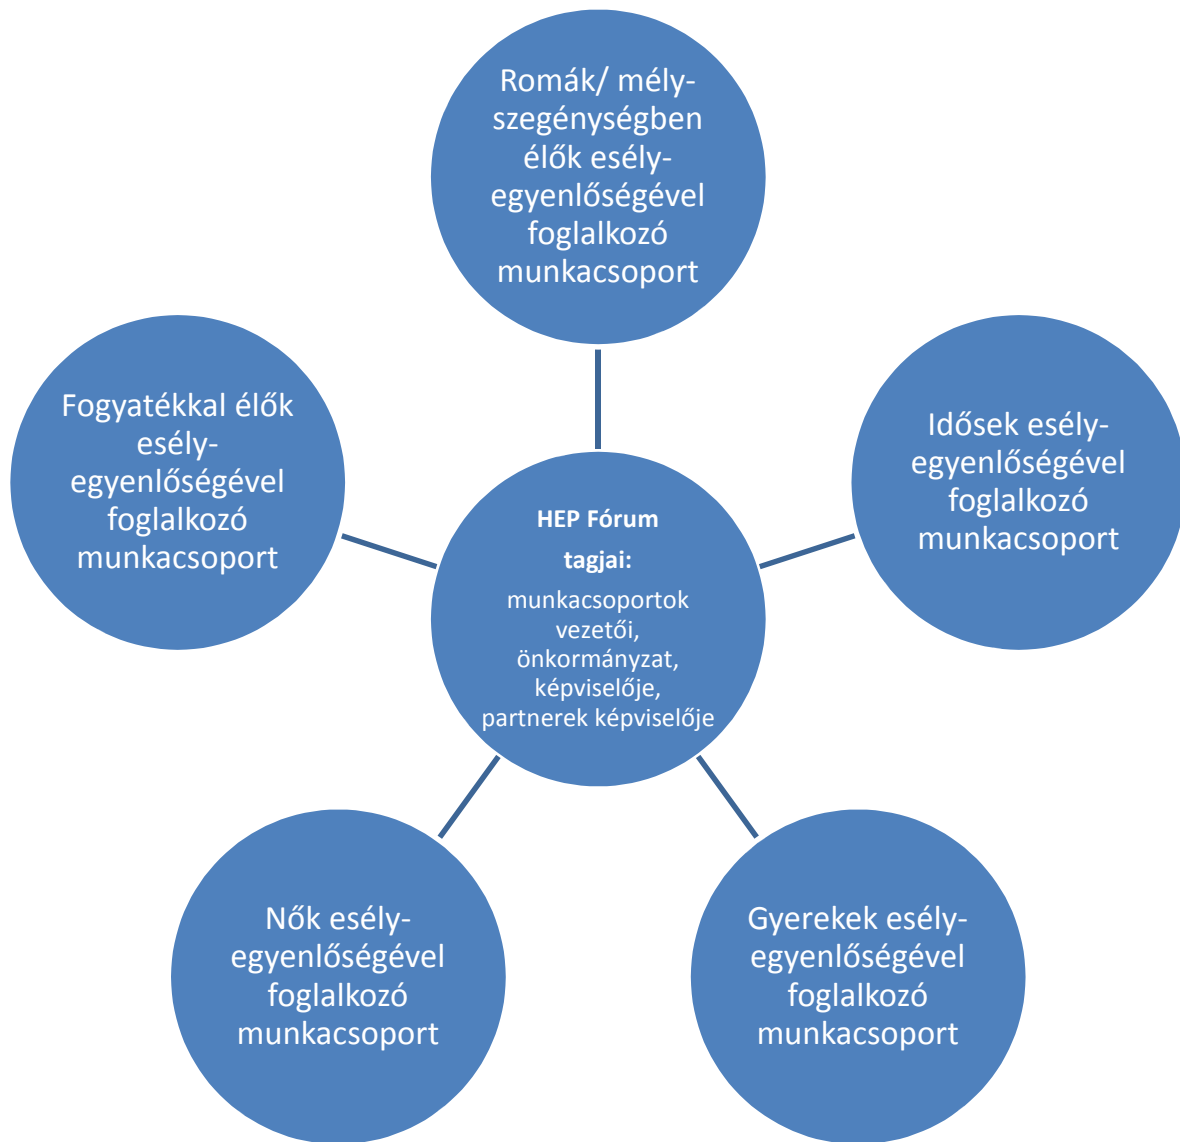 Romák/ mély-
szegénységben
élők esély-
egyenlőségével
foglalkozó
munkacsoport
Fogyatékkal élők
esély-
egyenlőségével
foglalkozó
munkacsoport
Idősek esély-
egyenlőségével
foglalkozó
munkacsoport
HEP Fórum
tagjai:
munkacsoportok
vezetői,
önkormányzat,
képviselője,
partnerek képviselője
Nők esély-
egyenlőségével
foglalkozó
munkacsoport
Gyerekek esély-
egyenlőségével
foglalkozó
munkacsoport